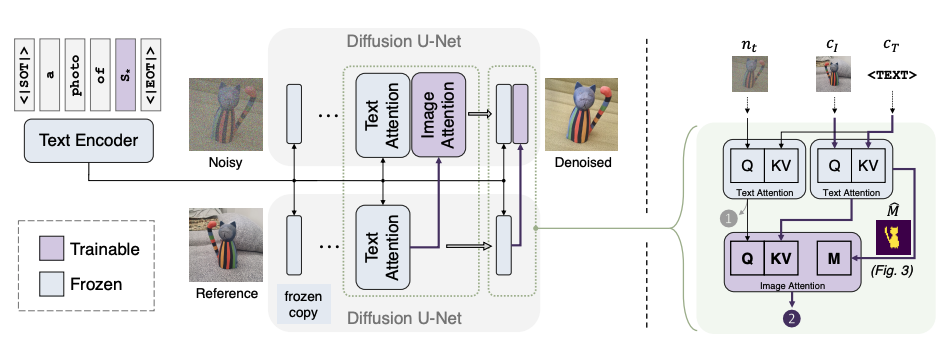 <|SOT|>
a
photo
of
S*
<|EOT|>
Text Encoder
Trainable
Frozen
Diffusion U-Net
Noisy
Text
Attention
Image
Attention
Denoised
Reference
Text
Attention
frozen
copy
Diffusion U-Net
n_t
c_I
c_T
<TEXT>
Q
KV
Q
KV
Text Attention
Text Attention
1
M̂
(Fig. 3)
Q
KV
M
Image Attention
2